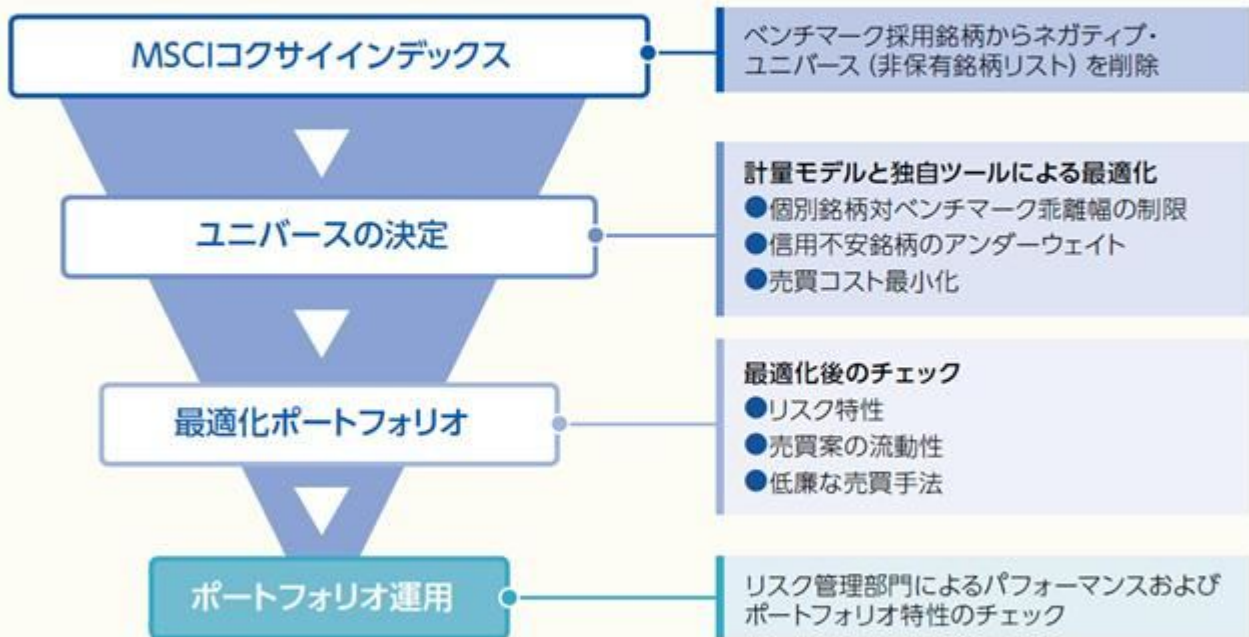 MSCIコクサイインデックス
ベンチマーク採用銘柄からネガティブ・
ユニバース (非保有銘柄リスト) を削除
ユニバースの決定
計量モデルと独自ツールによる最適化
●個別銘柄対ベンチマーク乖離幅の制限
●信用不安銘柄のアンダーウェイト
●売買コスト最小化
最適化ポートフォリオ
最適化後のチェック
●リスク特性
●売買案の流動性
●低廉な売買手法
ポートフォリオ運用
リスク管理部門によるパフォーマンスおよび
ポートフォリオ特性のチェック